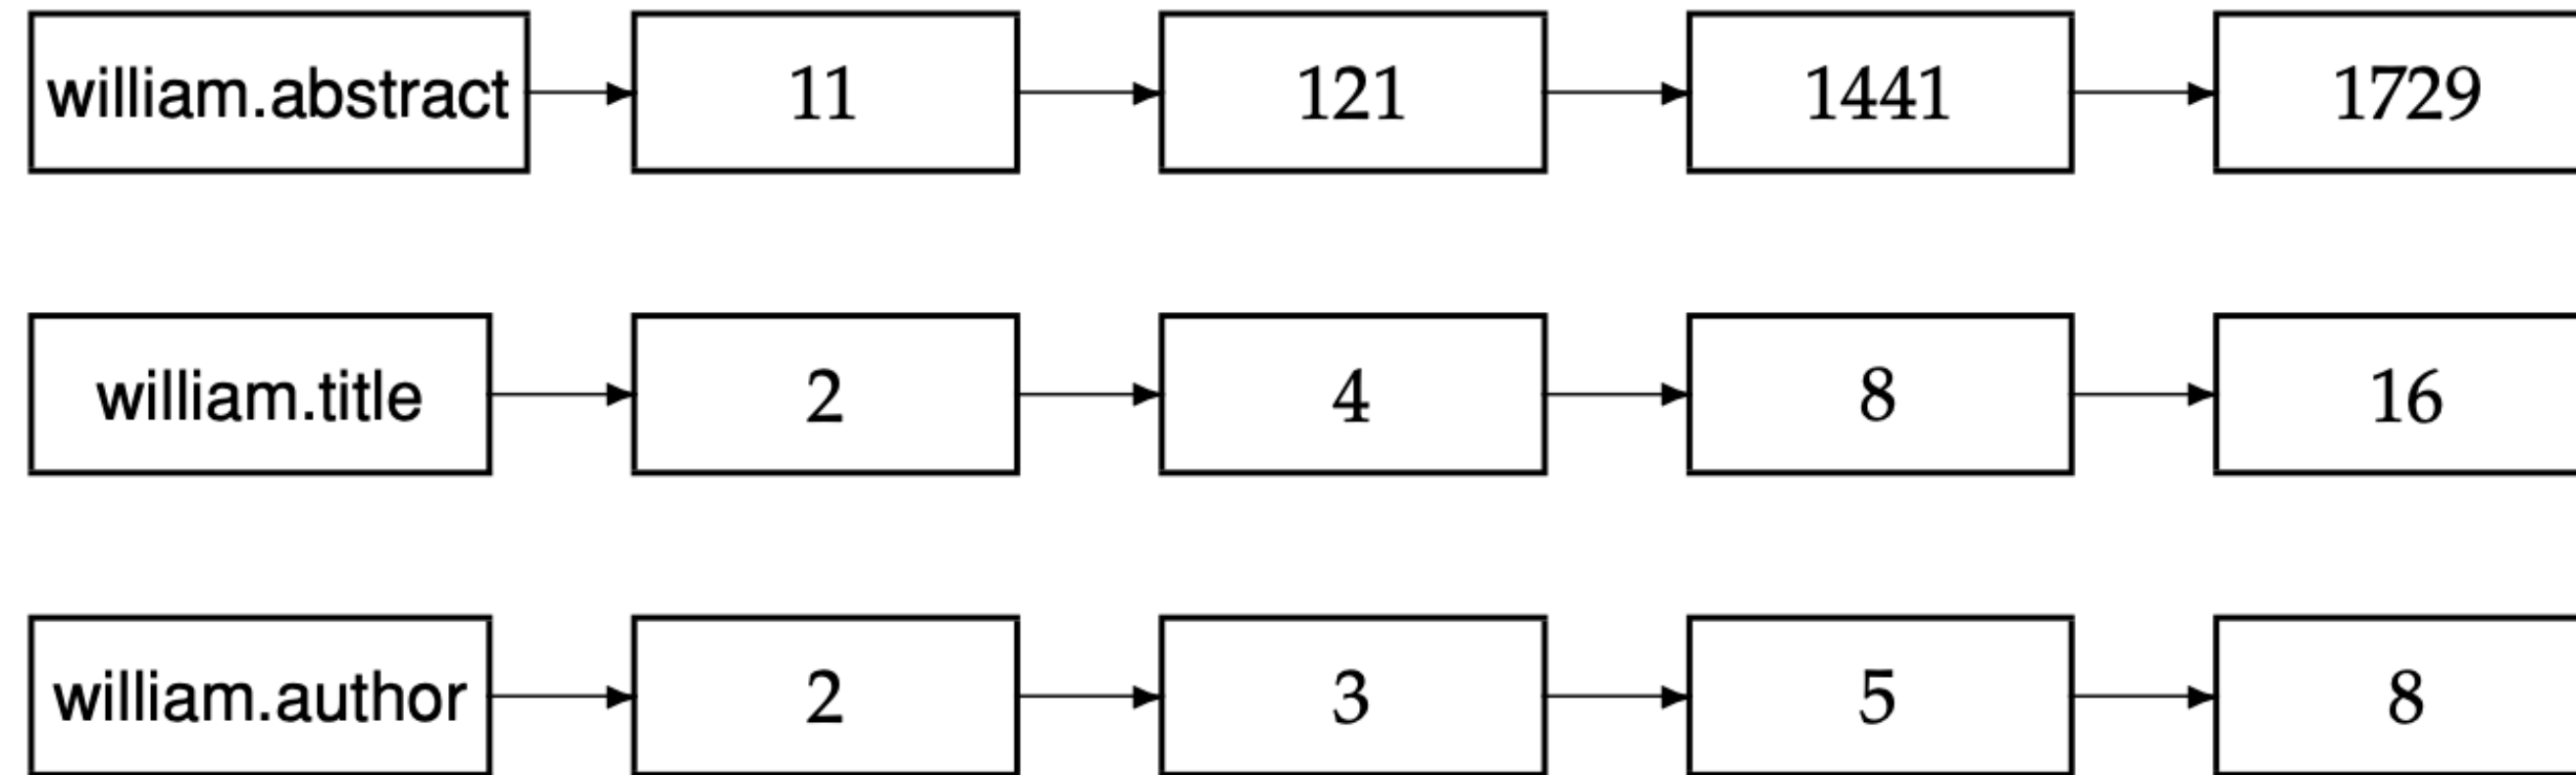 william.abstract 11 121 1441 1729
william.title 2 4 8 16
william.author 2 3 5 8